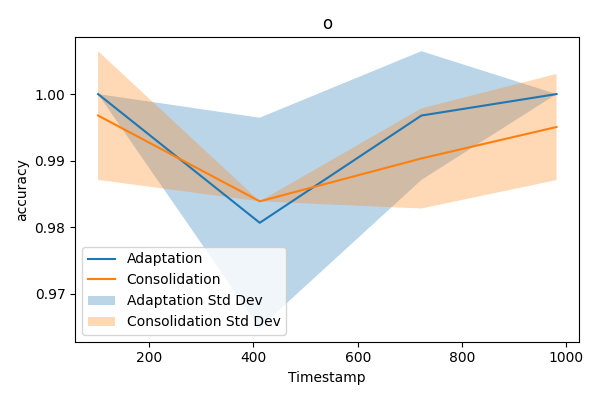 o
accuracy
1.00
0.99
0.98
0.97
Adaptation
Consolidation
Adaptation Std Dev
Consolidation Std Dev
200
400
600
800
1000
Timestamp